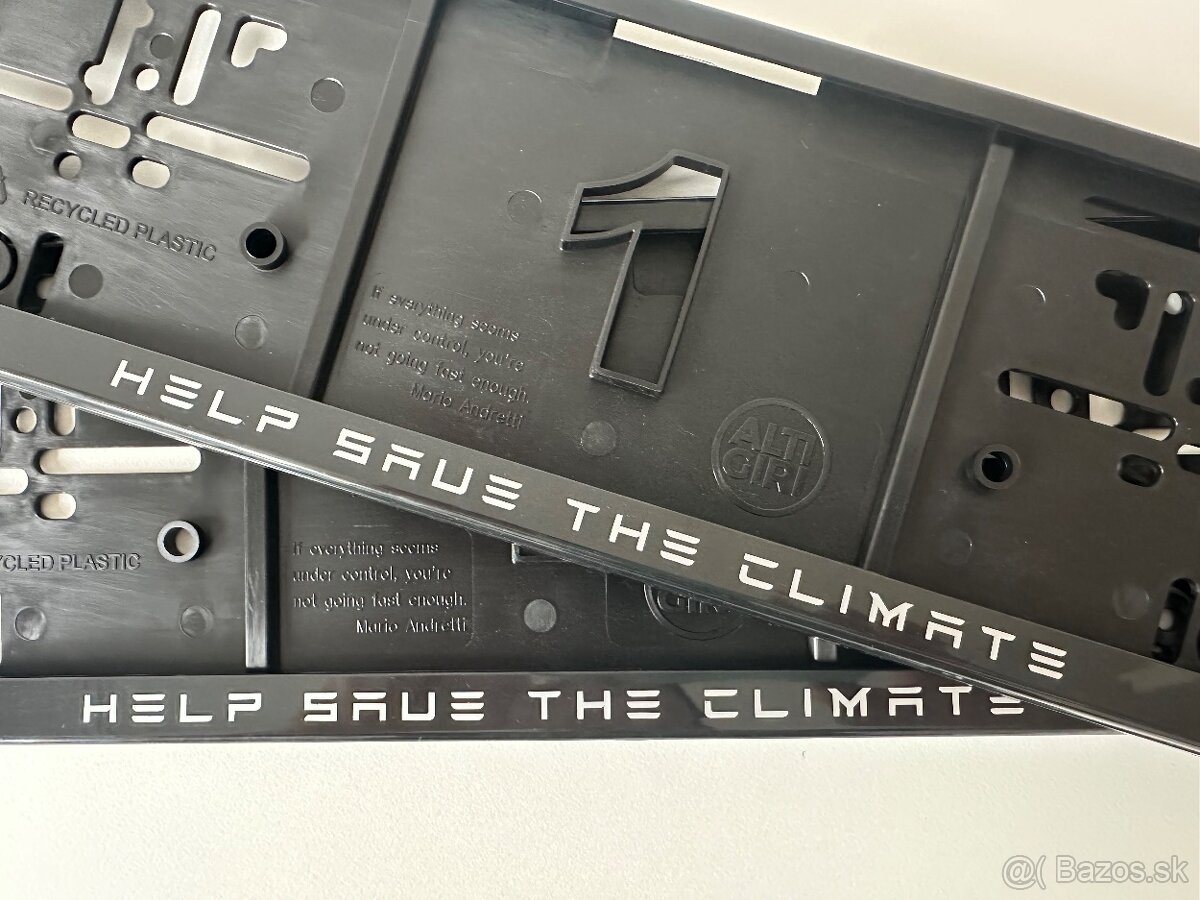 RECYCLED PLASTIC
1
If everything seems
under control, you're
not going fast enough.
Mario Andretti
ALTI
GIRI
HELP SAVE THE CLIMATE
CLED PLASTIC
If everything seems
under control, you're
not going fast enough.
Mario Andretti
GIRI
HELP SAVE THE CLIMATE
@( Bazos.sk